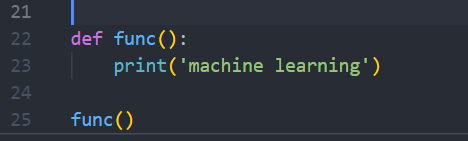 21
22 def func():
23     print('machine learning')
24
25 func()